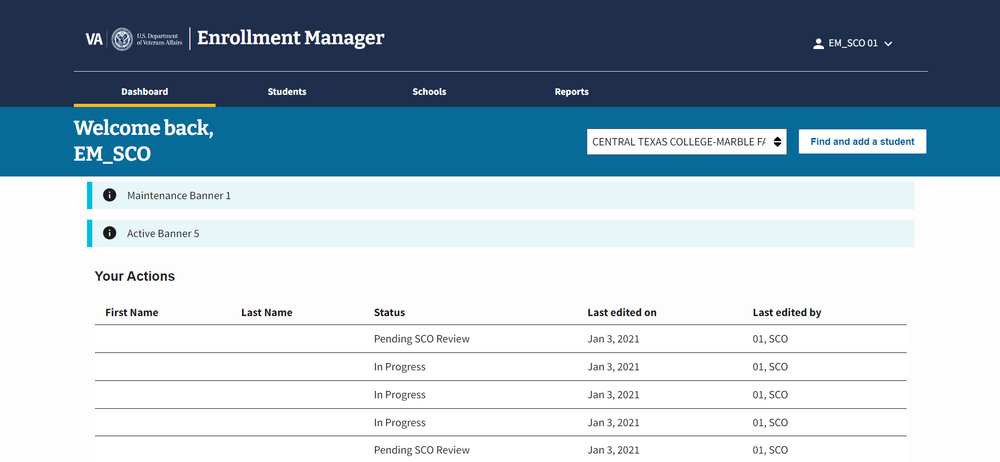 VA
U.S. Department
of Veterans Affairs
Enrollment Manager
EM_SCO 01
Dashboard Students Schools Reports
Welcome back,
EM_SCO
CENTRAL TEXAS COLLEGE-MARBLE FA
Find and add a student
Maintenance Banner 1
Active Banner 5
Your Actions
First Name Last Name Status Last edited on Last edited by
Pending SCO Review Jan 3, 2021 01, SCO
In Progress Jan 3, 2021 01, SCO
In Progress Jan 3, 2021 01, SCO
In Progress Jan 3, 2021 01, SCO
Pending SCO Review Jan 3, 2021 01, SCO